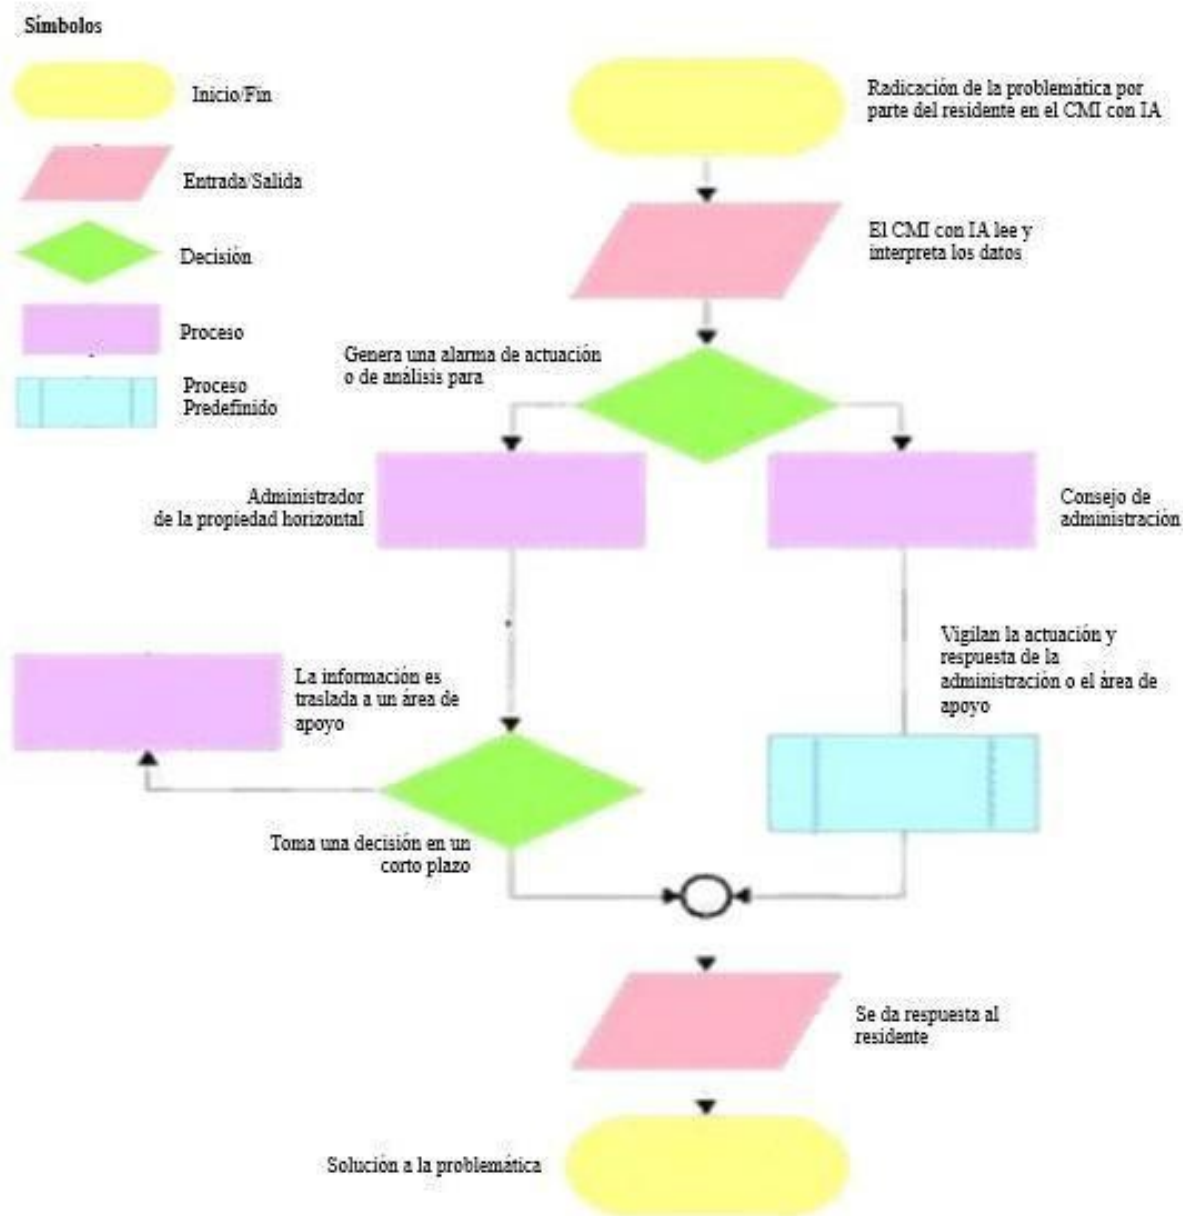 Símbolos
Inicio/Fin
Entrada/Salida
Decisión
Proceso
Proceso
Predefinido
Radicación de la problemática por
parte del residente en el CMI con IA
El CMI con IA lee y
interpreta los datos
Genera una alarma de actuación
o de análisis para
Administrador
de la propiedad horizontal
Consejo de
administración
La información es
traslada a un área de
apoyo
Vigilan la actuación y
respuesta de la
administración o el área de
apoyo
Toma una decisión en un
corto plazo
Se da respuesta al
residente
Solución a la problemática